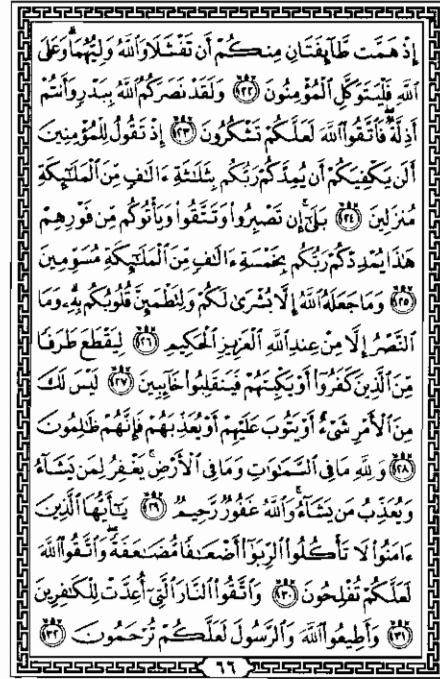 إِذْ هَمَّت طَّآئِفَتَانِ مِنكُمْ أَن تَفْشَلَا وَٱللَّهُ وَلِيُّهُمَا وَعَلَى
ٱللَّهِ فَلْيَتَوَكَّلِ ٱلْمُؤْمِنُونَ ﴿١٢٢﴾ وَلَقَدْ نَصَرَكُمُ ٱللَّهُ بِبَدْرٍ وَأَنتُمْ
أَذِلَّةٌ فَٱتَّقُوا۟ ٱللَّهَ لَعَلَّكُمْ تَشْكُرُونَ ﴿١٢٣﴾ إِذْ تَقُولُ لِلْمُؤْمِنِينَ
أَلَن يَكْفِيَكُمْ أَن يُمِدَّكُمْ رَبُّكُم بِثَلَٰثَةِ ءَالَٰفٍ مِّنَ ٱلْمَلَٰٓئِكَةِ
مُنزَلِينَ ﴿١٢٤﴾ بَلَىٰٓ إِن تَصْبِرُوا۟ وَتَتَّقُوا۟ وَيَأْتُوكُم مِّن فَوْرِهِمْ
هَٰذَا يُمْدِدْكُمْ رَبُّكُم بِخَمْسَةِ ءَالَٰفٍ مِّنَ ٱلْمَلَٰٓئِكَةِ مُسَوِّمِينَ
﴿١٢٥﴾ وَمَا جَعَلَهُ ٱللَّهُ إِلَّا بُشْرَىٰ لَكُمْ وَلِتَطْمَئِنَّ قُلُوبُكُم بِهِۦ وَمَا
ٱلنَّصْرُ إِلَّا مِنْ عِندِ ٱللَّهِ ٱلْعَزِيزِ ٱلْحَكِيمِ ﴿١٢٦﴾ لِيَقْطَعَ طَرَفًا
مِّنَ ٱلَّذِينَ كَفَرُوٓا۟ أَوْ يَكْبِتَهُمْ فَيَنقَلِبُوا۟ خَآئِبِينَ ﴿١٢٧﴾ لَيْسَ لَكَ
مِنَ ٱلْأَمْرِ شَىْءٌ أَوْ يَتُوبَ عَلَيْهِمْ أَوْ يُعَذِّبَهُمْ فَإِنَّهُمْ ظَٰلِمُونَ
﴿١٢٨﴾ وَلِلَّهِ مَا فِى ٱلسَّمَٰوَٰتِ وَمَا فِى ٱلْأَرْضِ يَغْفِرُ لِمَن يَشَآءُ
وَيُعَذِّبُ مَن يَشَآءُ وَٱللَّهُ غَفُورٌ رَّحِيمٌ ﴿١٢٩﴾ يَٰٓأَيُّهَا ٱلَّذِينَ
ءَامَنُوا۟ لَا تَأْكُلُوا۟ ٱلرِّبَوٰٓا۟ أَضْعَٰفًا مُّضَٰعَفَةً وَٱتَّقُوا۟ ٱللَّهَ
لَعَلَّكُمْ تُفْلِحُونَ ﴿١٣٠﴾ وَٱتَّقُوا۟ ٱلنَّارَ ٱلَّتِىٓ أُعِدَّتْ لِلْكَٰفِرِينَ
﴿١٣١﴾ وَأَطِيعُوا۟ ٱللَّهَ وَٱلرَّسُولَ لَعَلَّكُمْ تُرْحَمُونَ ﴿١٣٢﴾
٦٦